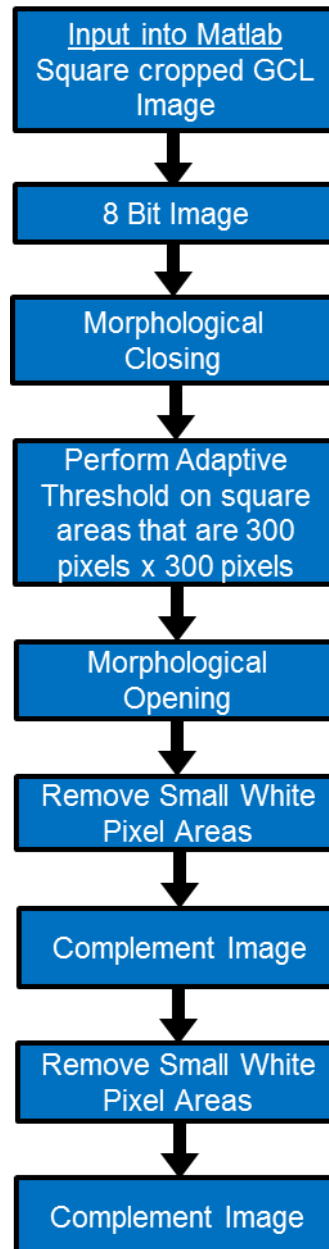 Input into Matlab
Square cropped GCL
Image
8 Bit Image
Morphological
Closing
Perform Adaptive
Threshold on square
areas that are 300
pixels x 300 pixels
Morphological
Opening
Remove Small White
Pixel Areas
Complement Image
Remove Small White
Pixel Areas
Complement Image